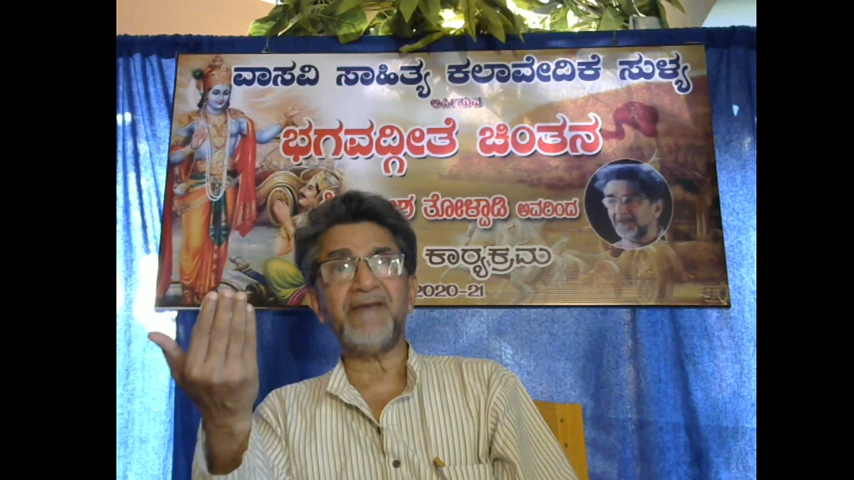 ವಾಸವಿ ಸಾಹಿತ್ಯ ಕಲಾವೇದಿಕೆ ಸುಳ್ಯ
ಅರ್ಪಿಸುವ
ಭಗವದ್ಗೀತೆ ಚಿಂತನ
ತೋಳ್ಪಾಡಿ ಅವರಿಂದ
ಕಾರ್‍ಯಕ್ರಮ
2020-21